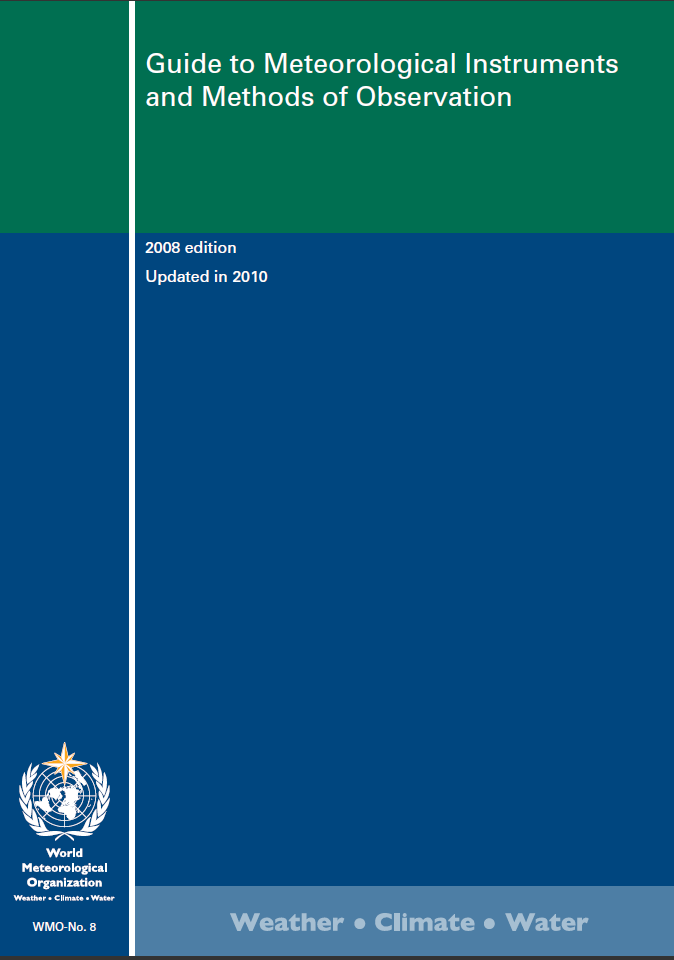 Guide to Meteorological Instruments
and Methods of Observation
2008 edition
Updated in 2010
World
Meteorological
Organization
Weather • Climate • Water
WMO-No. 8
Weather • Climate • Water